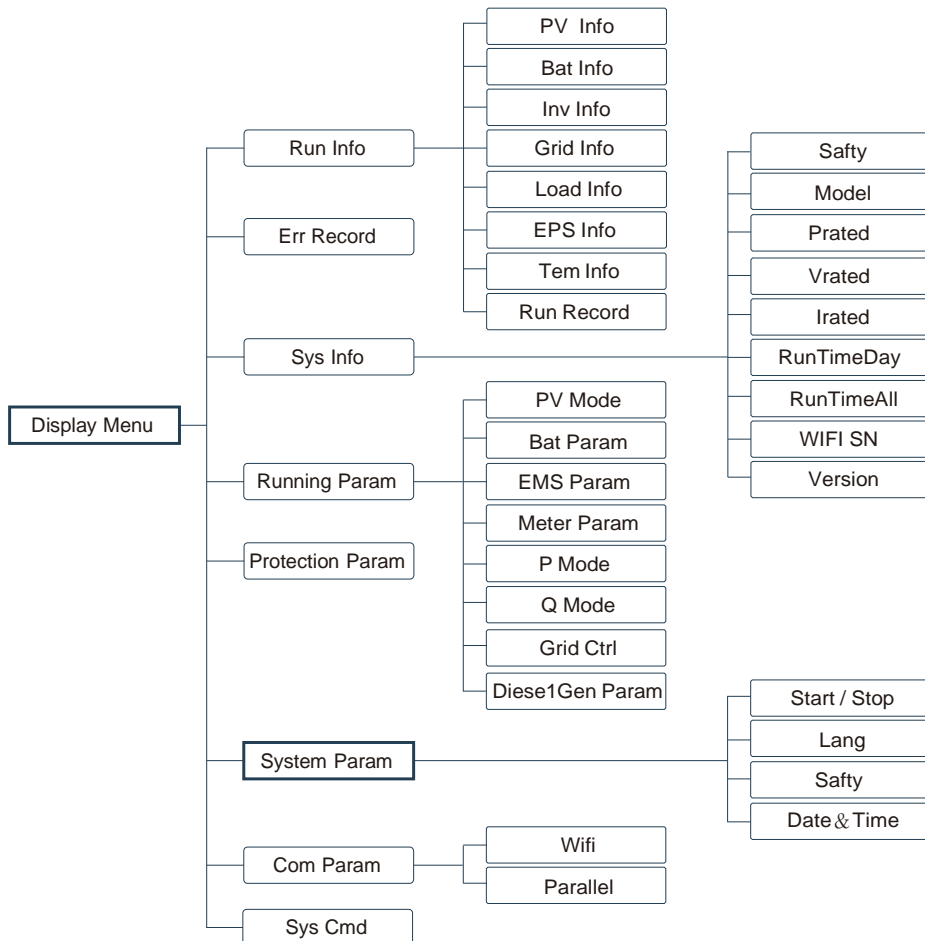 Display Menu
Run Info
PV Info
Bat Info
Inv Info
Grid Info
Load Info
EPS Info
Tem Info
Run Record
Err Record
Sys Info
Safty
Model
Prated
Vrated
Irated
RunTimeDay
RunTimeAll
WIFI SN
Version
Running Param
PV Mode
Bat Param
EMS Param
Meter Param
P Mode
Q Mode
Grid Ctrl
Diese1Gen Param
Protection Param
System Param
Start / Stop
Lang
Safty
Date＆Time
Com Param
Wifi
Parallel
Sys Cmd